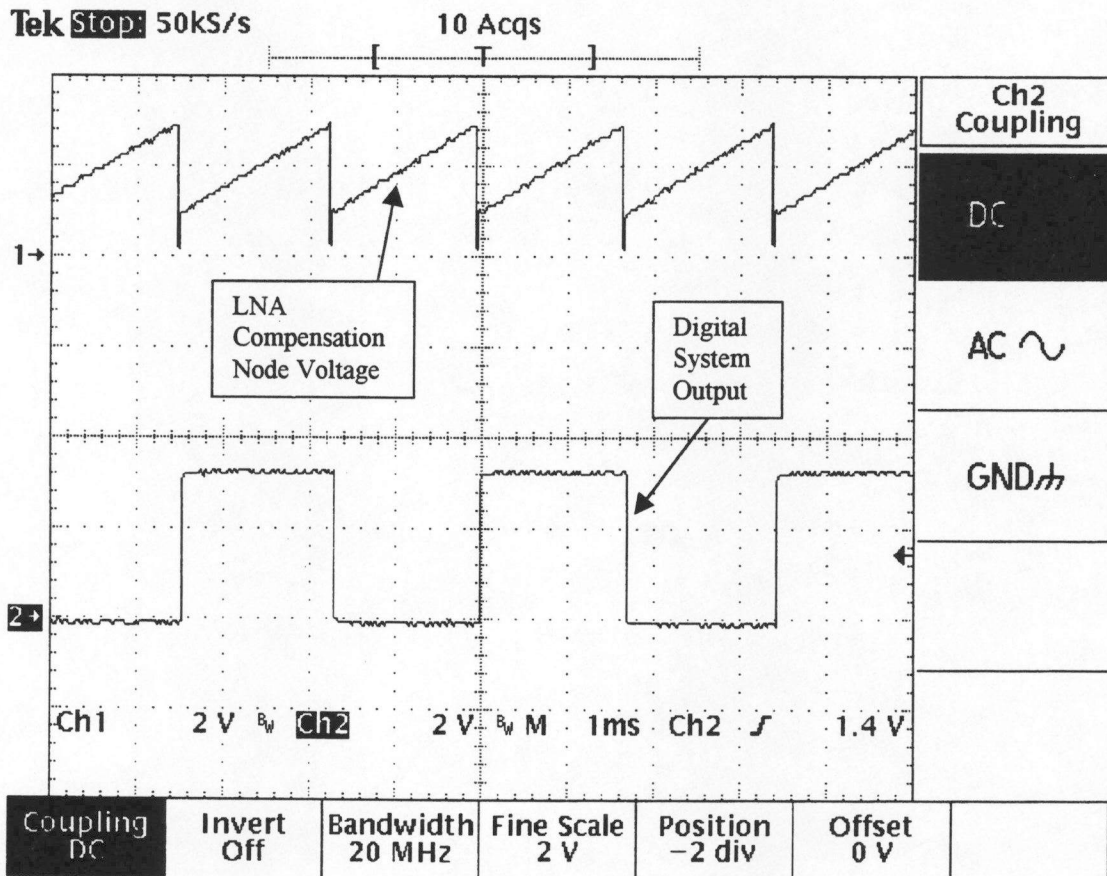 Tek Stop: 50kS/s 10 Acqs
[ T ]
Ch2
Coupling
DC
1→
LNA
Compensation
Node Voltage
Digital
System
Output
AC
GND
2→
Ch1 2 V BW Ch2 2 V BW M 1ms Ch2 1.4 V
Coupling
DC
Invert
Off
Bandwidth
20 MHz
Fine Scale
2 V
Position
−2 div
Offset
0 V